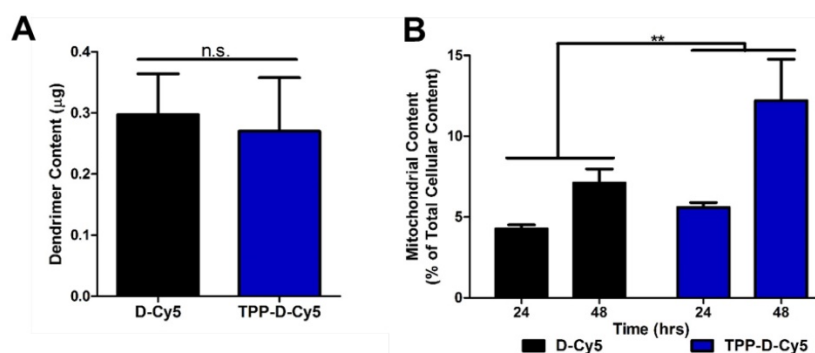 A
n.s.
Dendrimer Content (μg)
0.4
0.3
0.2
0.1
0.0
D-Cy5
TPP-D-Cy5
B
**
Mitochondrial Content
(% of Total Cellular Content)
15
10
5
0
24
48
24
48
Time (hrs)
D-Cy5
TPP-D-Cy5